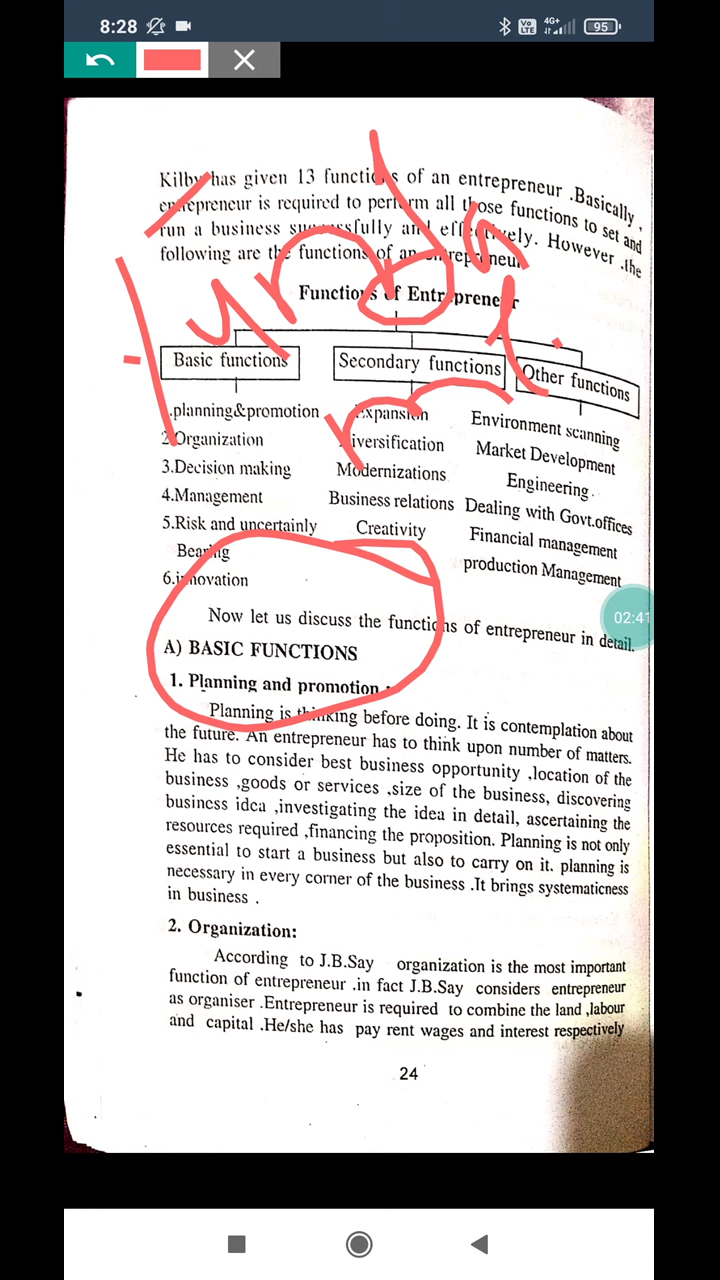 8:28 Vo LTE 4G+ 95
Kilby has given 13 functions of an entrepreneur .Basically ,
entrepreneur is required to perform all those functions to set and
run a business successfully and effectively. However .the
following are the functions of an entrepreneur
Functions of Entrepreneur
Basic functions Secondary functions Other functions
.planning&promotion Expansion Environment scanning
2.Organization Diversification Market Development
3.Decision making Modernizations Engineering.
4.Management Business relations Dealing with Govt.offices
5.Risk and uncertainly Creativity Financial management
Bearing production Management
6.innovation
Now let us discuss the functions of entrepreneur in detail.
02:41
A) BASIC FUNCTIONS
1. Planning and promotion :
Planning is thinking before doing. It is contemplation about
the future. An entrepreneur has to think upon number of matters.
He has to consider best business opportunity ,location of the
business ,goods or services ,size of the business, discovering
business idea ,investigating the idea in detail, ascertaining the
resources required ,financing the proposition. Planning is not only
essential to start a business but also to carry on it. planning is
necessary in every corner of the business .It brings systematicness
in business .
2. Organization:
According to J.B.Say organization is the most important
function of entrepreneur .in fact J.B.Say considers entrepreneur
as organiser .Entrepreneur is required to combine the land ,labour
and capital .He/she has pay rent wages and interest respectively
24